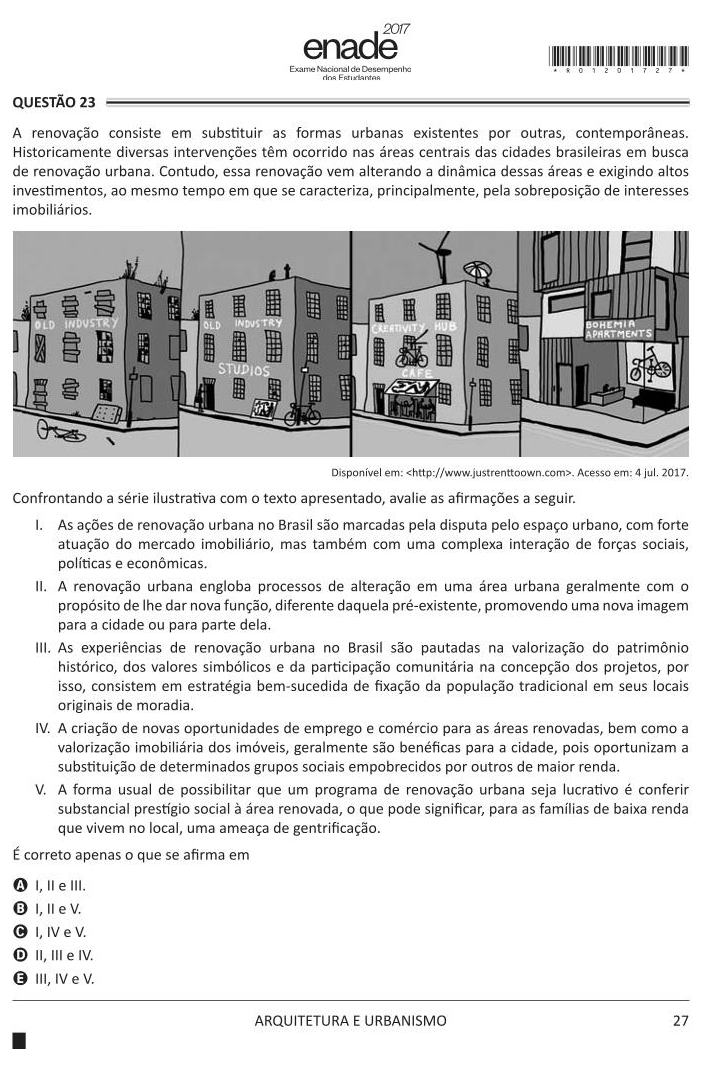 2017
enade
Exame Nacional de Desempenho
dos Estudantes
*R0120172 7*
QUESTÃO 23
A renovação consiste em substituir as formas urbanas existentes por outras, contemporâneas.
Historicamente diversas intervenções têm ocorrido nas áreas centrais das cidades brasileiras em busca
de renovação urbana. Contudo, essa renovação vem alterando a dinâmica dessas áreas e exigindo altos
investimentos, ao mesmo tempo em que se caracteriza, principalmente, pela sobreposição de interesses
imobiliários.
OLD INDUSTRY
OLD INDUSTRY
STUDIOS
CREATIVITY HUB
CAFE
BOHEMIA
APARTMENTS
Disponível em: <http://www.justrenttoown.com>. Acesso em: 4 jul. 2017.
Confrontando a série ilustrativa com o texto apresentado, avalie as afirmações a seguir.
I. As ações de renovação urbana no Brasil são marcadas pela disputa pelo espaço urbano, com forte
atuação do mercado imobiliário, mas também com uma complexa interação de forças sociais,
políticas e econômicas.
II. A renovação urbana engloba processos de alteração em uma área urbana geralmente com o
propósito de lhe dar nova função, diferente daquela pré-existente, promovendo uma nova imagem
para a cidade ou para parte dela.
III. As experiências de renovação urbana no Brasil são pautadas na valorização do patrimônio
histórico, dos valores simbólicos e da participação comunitária na concepção dos projetos, por
isso, consistem em estratégia bem-sucedida de fixação da população tradicional em seus locais
originais de moradia.
IV. A criação de novas oportunidades de emprego e comércio para as áreas renovadas, bem como a
valorização imobiliária dos imóveis, geralmente são benéficas para a cidade, pois oportunizam a
substituição de determinados grupos sociais empobrecidos por outros de maior renda.
V. A forma usual de possibilitar que um programa de renovação urbana seja lucrativo é conferir
substancial prestígio social à área renovada, o que pode significar, para as famílias de baixa renda
que vivem no local, uma ameaça de gentrificação.
É correto apenas o que se afirma em
A I, II e III.
B I, II e V.
C I, IV e V.
D II, III e IV.
E III, IV e V.
ARQUITETURA E URBANISMO
27